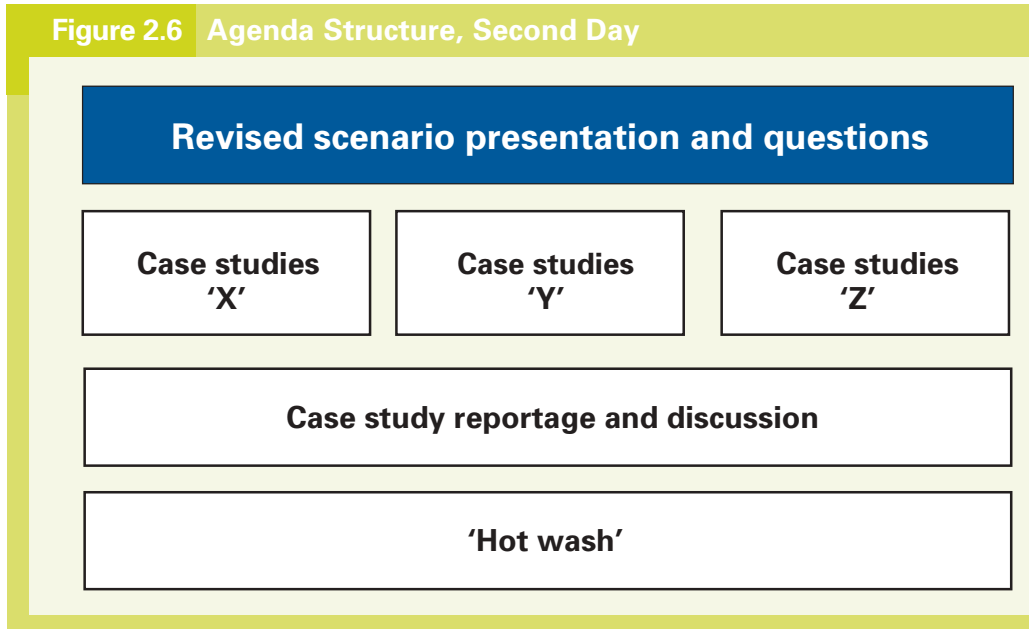 Figure 2.6 Agenda Structure, Second Day
Revised scenario presentation and questions
Case studies
‘X’
Case studies
‘Y’
Case studies
‘Z’
Case study reportage and discussion
‘Hot wash’